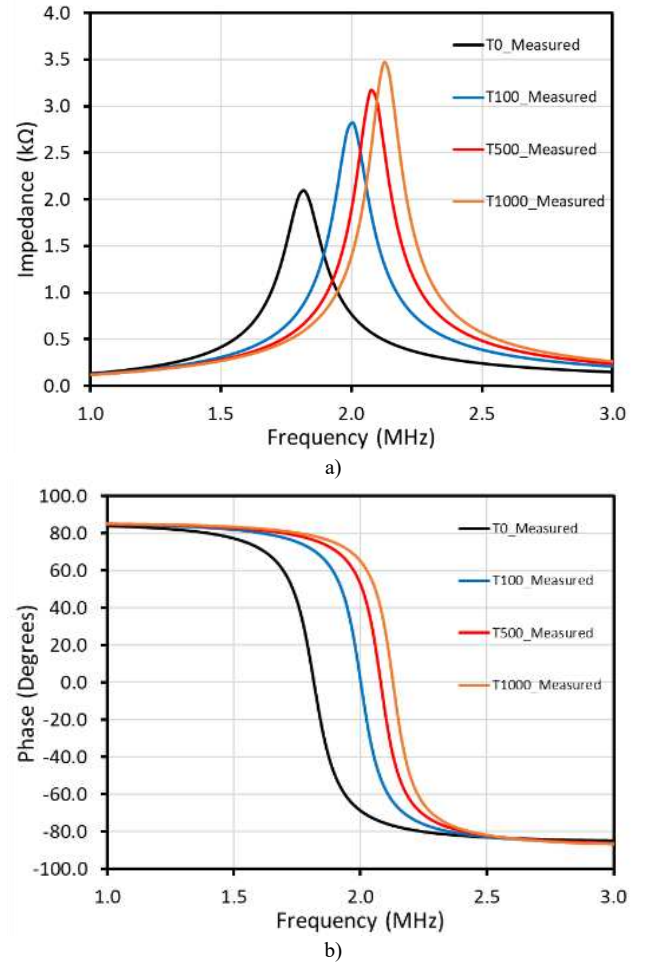 4.0
3.5
3.0
2.5
2.0
1.5
1.0
0.5
0.0
Impedance (kΩ)
T0_Measured
T100_Measured
T500_Measured
T1000_Measured
1.0 1.5 2.0 2.5 3.0
Frequency (MHz)
a)
100.0
80.0
60.0
40.0
20.0
0.0
-20.0
-40.0
-60.0
-80.0
-100.0
Phase (Degrees)
T0_Measured
T100_Measured
T500_Measured
T1000_Measured
1.0 1.5 2.0 2.5 3.0
Frequency (MHz)
b)